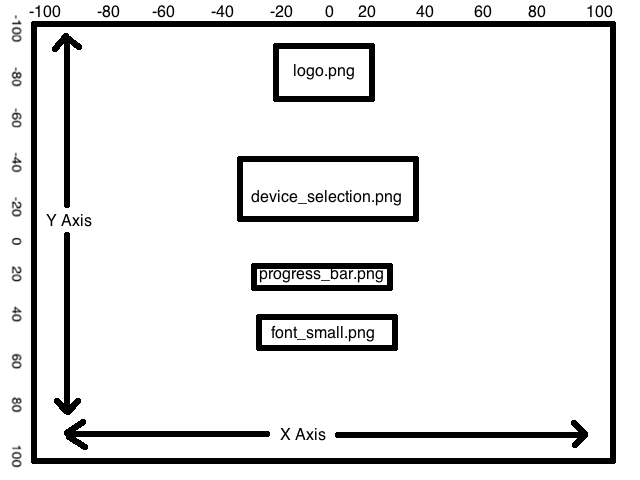 -100 -80 -60 -40 -20 0 20 40 60 80 100
-100
-80
-60
-40
-20
0
20
40
60
80
100
logo.png
device_selection.png
Y Axis
progress_bar.png
font_small.png
X Axis